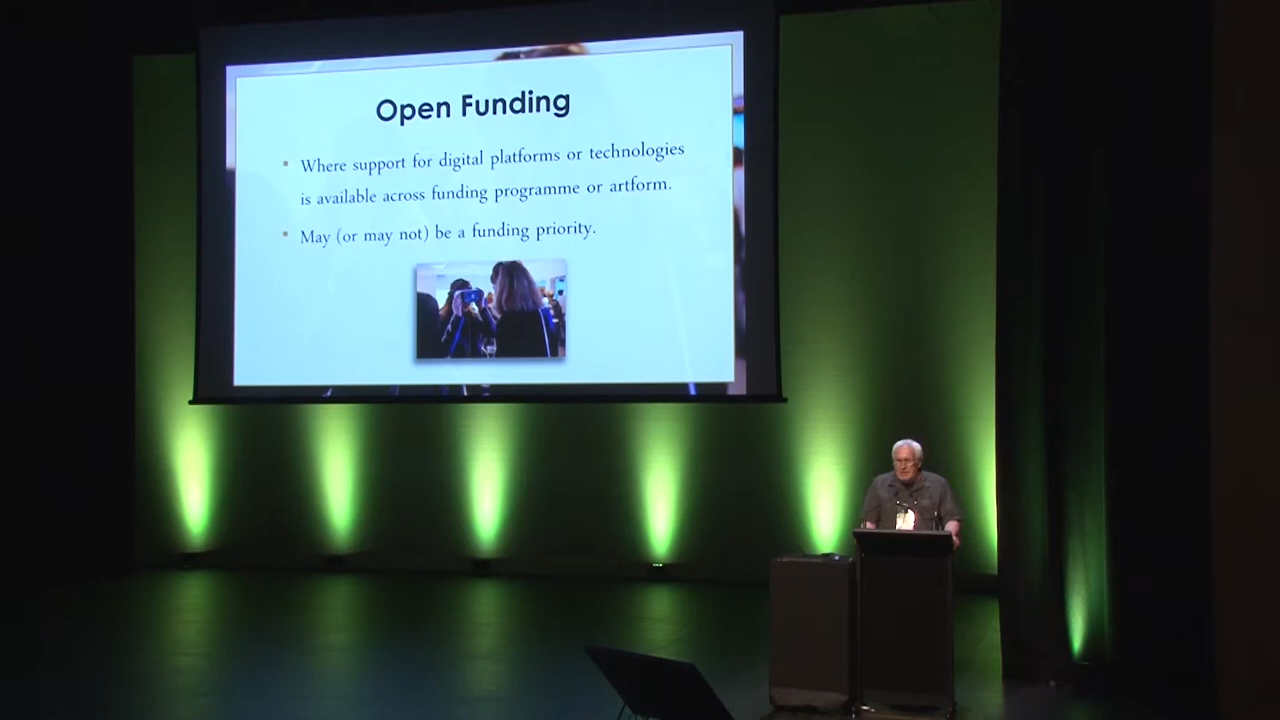 Open Funding
Where support for digital platforms or technologies
is available across funding programme or artform.
May (or may not) be a funding priority.